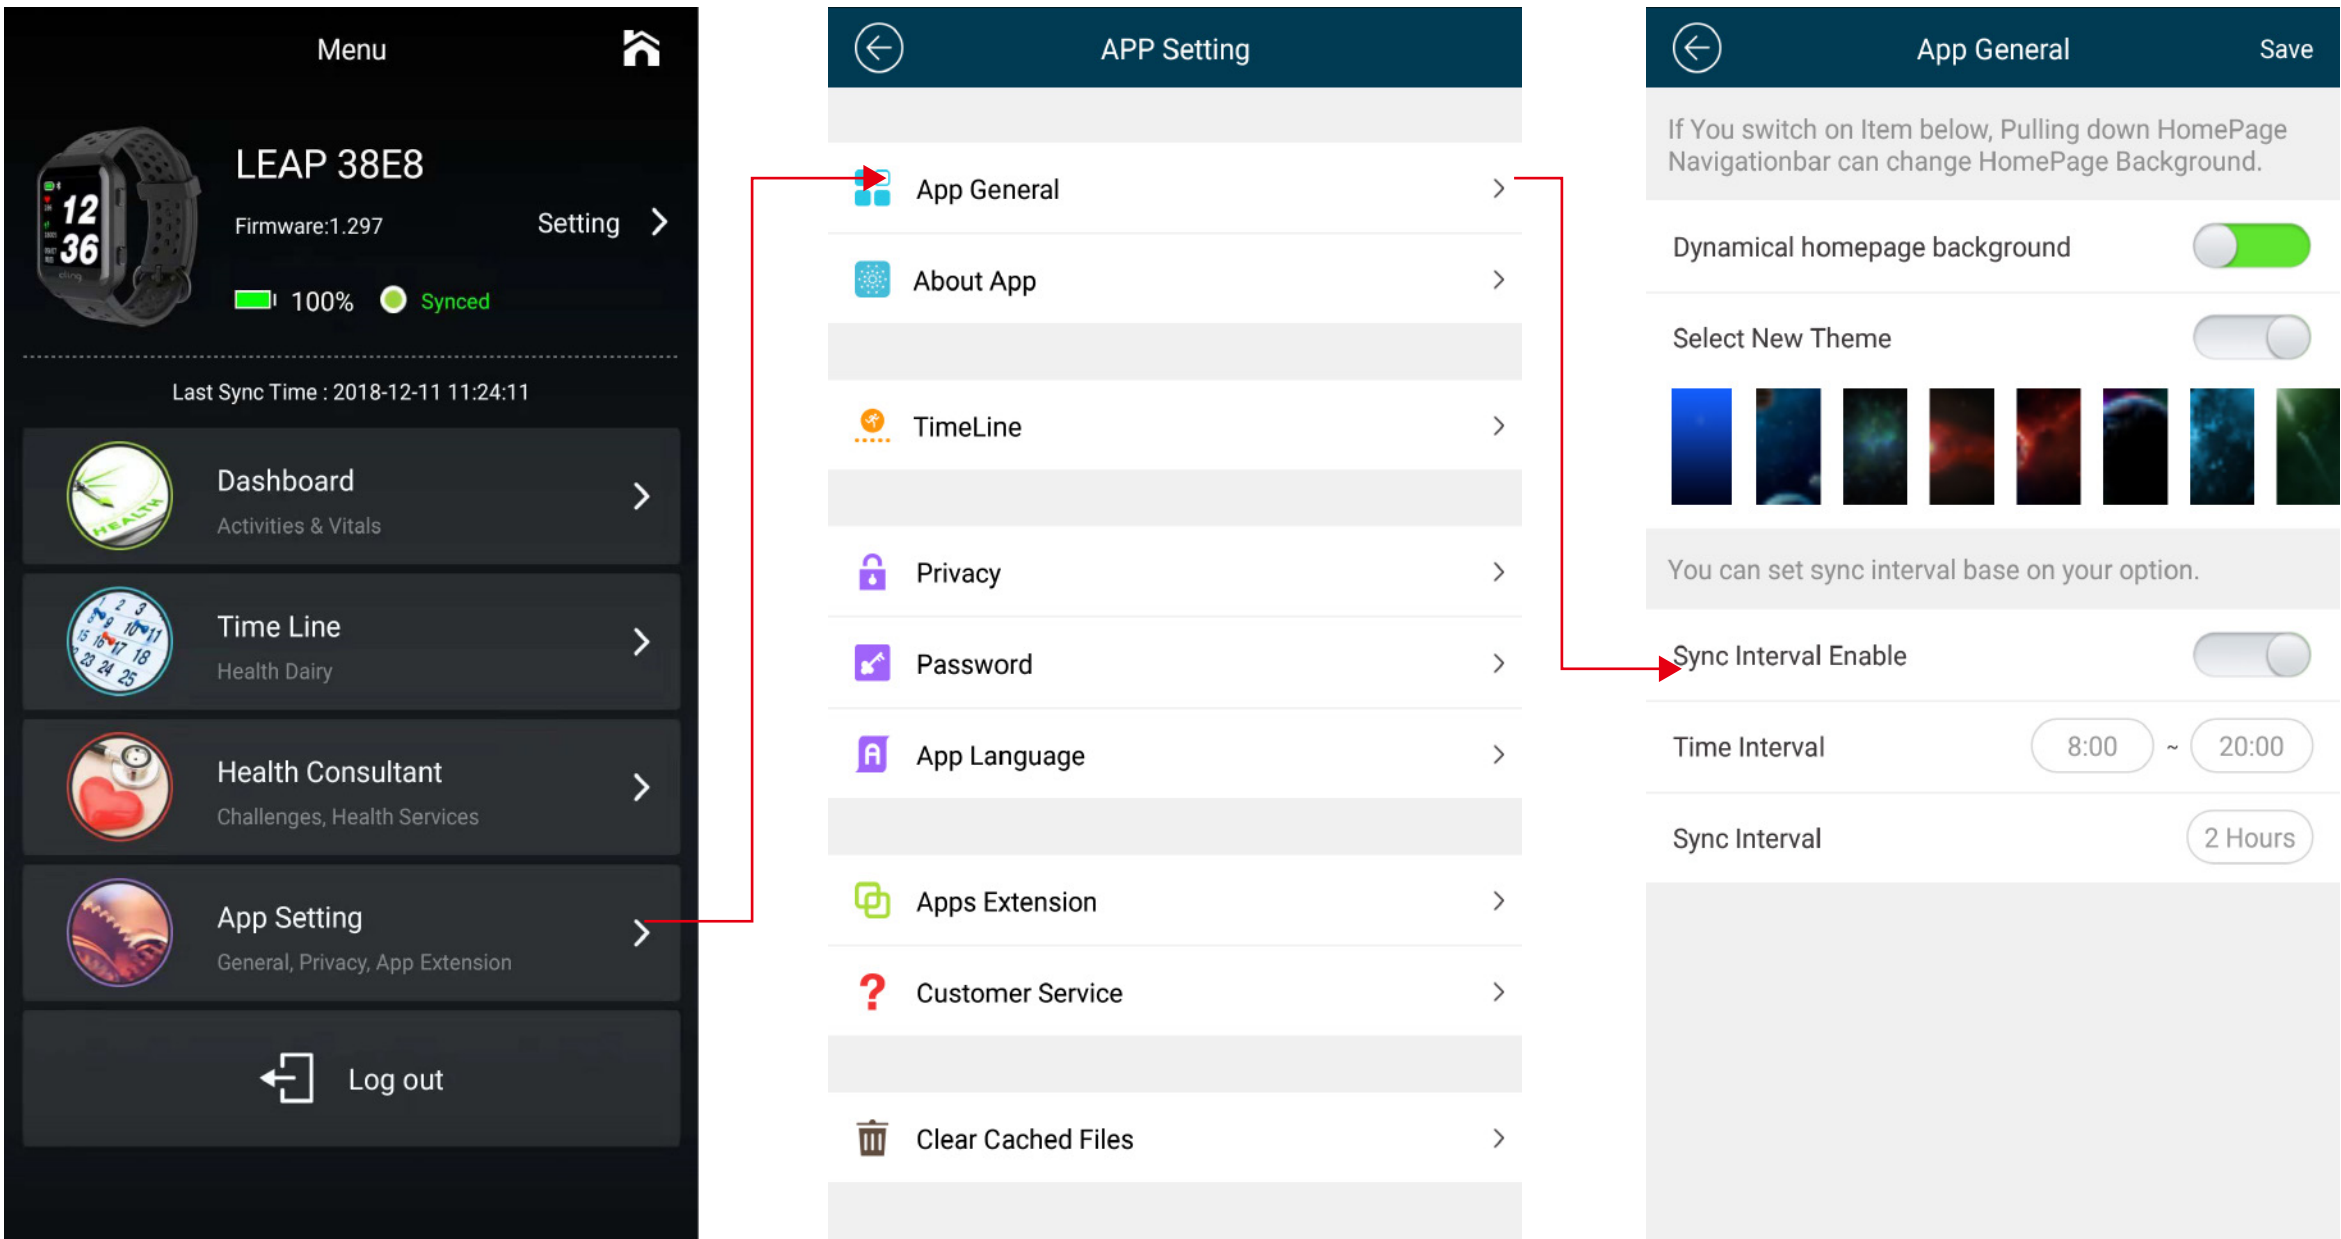 Menu
LEAP 38E8
Firmware:1.297
Setting
12
36
cling
100%
Synced
Last Sync Time : 2018-12-11 11:24:11
Dashboard
Activities & Vitals
HEALTH
Time Line
Health Dairy
Health Consultant
Challenges, Health Services
App Setting
General, Privacy, App Extension
Log out
APP Setting
App General
About App
TimeLine
Privacy
Password
A
App Language
Apps Extension
?
Customer Service
Clear Cached Files
App General
Save
If You switch on Item below, Pulling down HomePage
Navigationbar can change HomePage Background.
Dynamical homepage background
Select New Theme
You can set sync interval base on your option.
Sync Interval Enable
Time Interval
8:00 ~ 20:00
Sync Interval
2 Hours